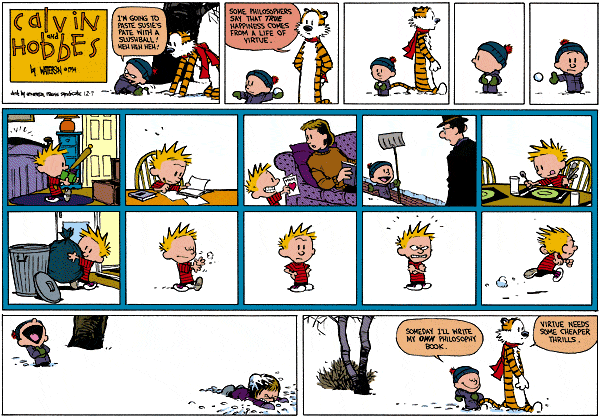 Calvin
and
Hobbes
by WATTERSON
I'M GOING TO
PASTE SUSIE'S
PATE WITH A
SLUSHBALL!
HEH HEH HEH!
SOME PHILOSOPHERS
SAY THAT TRUE
HAPPINESS COMES
FROM A LIFE OF
VIRTUE.
SOMEDAY I'LL WRITE
MY OWN PHILOSOPHY
BOOK.
VIRTUE NEEDS
SOME CHEAPER
THRILLS.